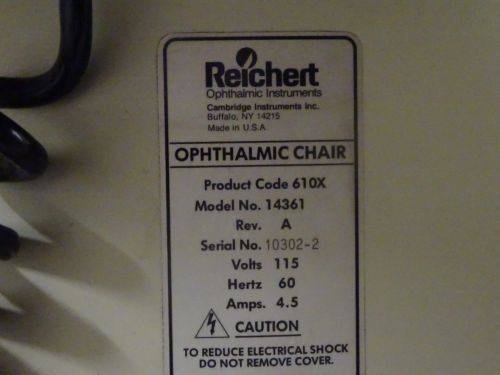 Reichert
Ophthalmic Instruments
Cambridge Instruments Inc.
Buffalo, NY 14215
Made in U.S.A.
OPHTHALMIC CHAIR
Product Code 610X
Model No. 14361
Rev. A
Serial No. 10302-2
Volts 115
Hertz 60
Amps. 4.5
CAUTION
TO REDUCE ELECTRICAL SHOCK
DO NOT REMOVE COVER.